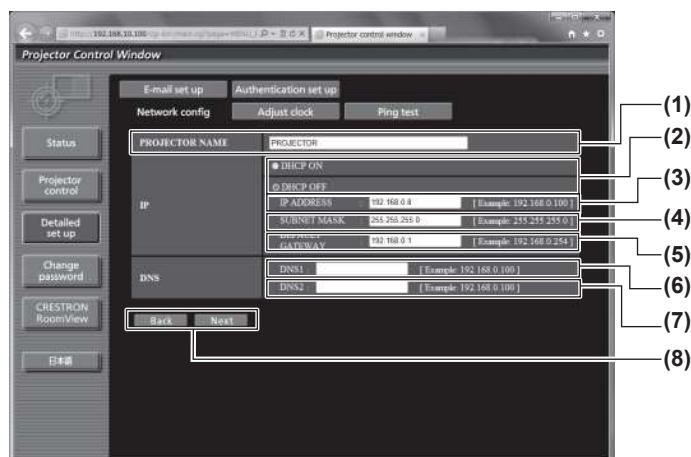 Projector control window
Projector Control Window
E-mail set up
Authentication set up
Network config
Adjust clock
Ping test
Status
Projector control
Detailed set up
Change password
CRESTRON RoomView
日本語
PROJECTOR NAME
PROJECTOR
IP
DHCP ON
DHCP OFF
IP ADDRESS : 192.168.0.8 [ Example: 192.168.0.100 ]
SUBNET MASK : 255.255.255.0 [ Example: 255.255.255.0 ]
GATEWAY : 192.168.0.1 [ Example: 192.168.0.254 ]
DNS
DNS1 : [ Example: 192.168.0.100 ]
DNS2 : [ Example: 192.168.0.100 ]
Back
Next
(1)
(2)
(3)
(4)
(5)
(6)
(7)
(8)